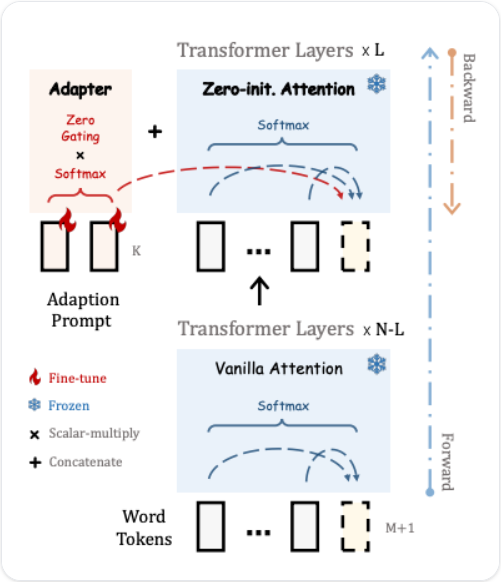 Transformer Layers x L
Backward
Adapter
Zero
Gating
×
Softmax
+
Zero-init. Attention
Softmax
K
...
Adaption
Prompt
Transformer Layers x N-L
Vanilla Attention
Softmax
Fine-tune
Frozen
× Scalar-multiply
+ Concatenate
Forward
Word
Tokens
...
M+1